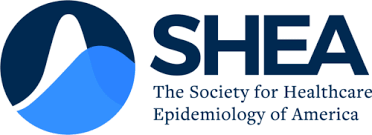 SHEA
The Society for Healthcare
Epidemiology of America